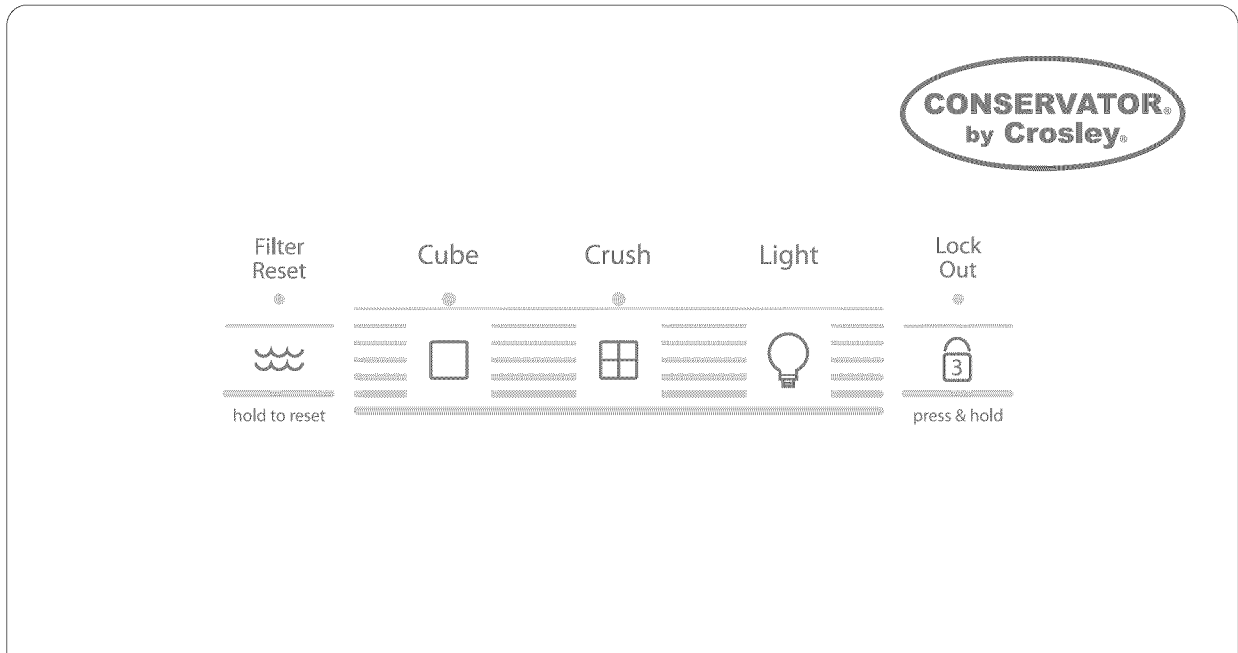 CONSERVATOR®
by Crosley®
Filter
Reset
Cube
Crush
Light
Lock
Out
3
hold to reset
press & hold